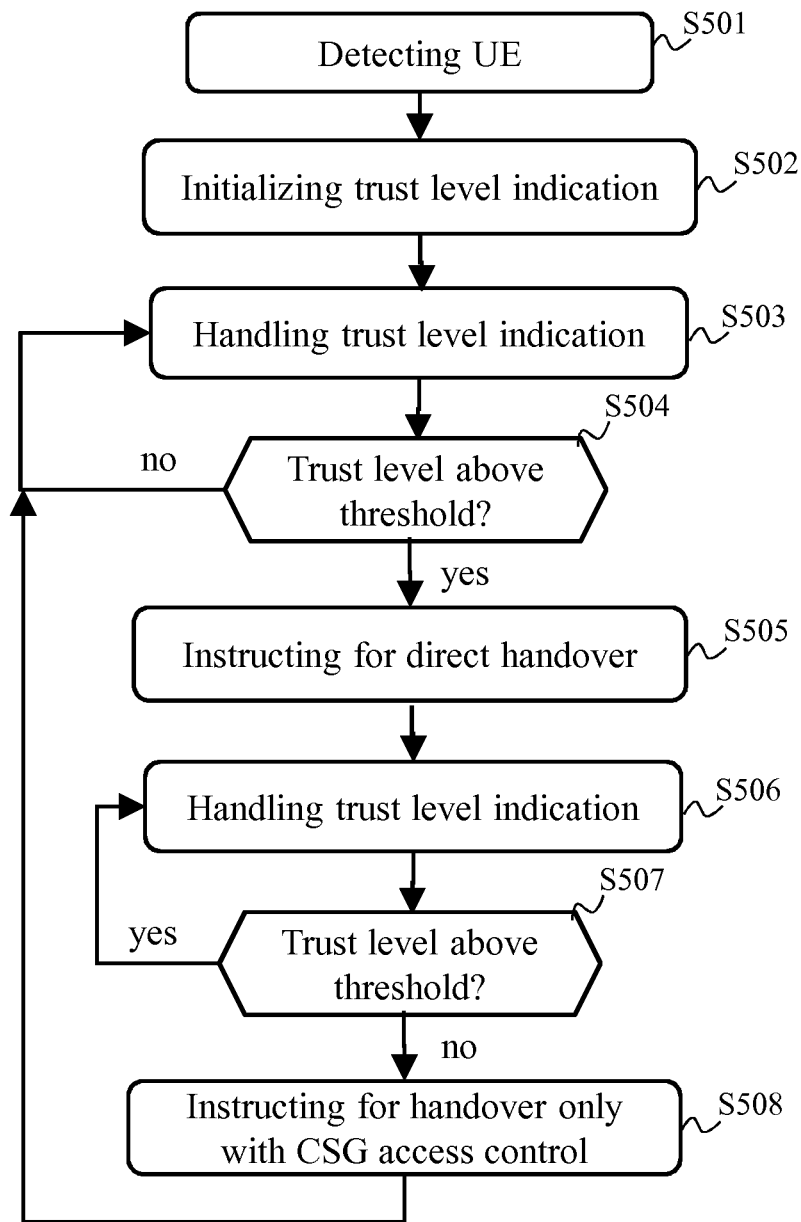 S501
Detecting UE
S502
Initializing trust level indication
S503
Handling trust level indication
S504
no
Trust level above
threshold?
yes
S505
Instructing for direct handover
S506
Handling trust level indication
S507
yes
Trust level above
threshold?
no
S508
Instructing for handover only
with CSG access control